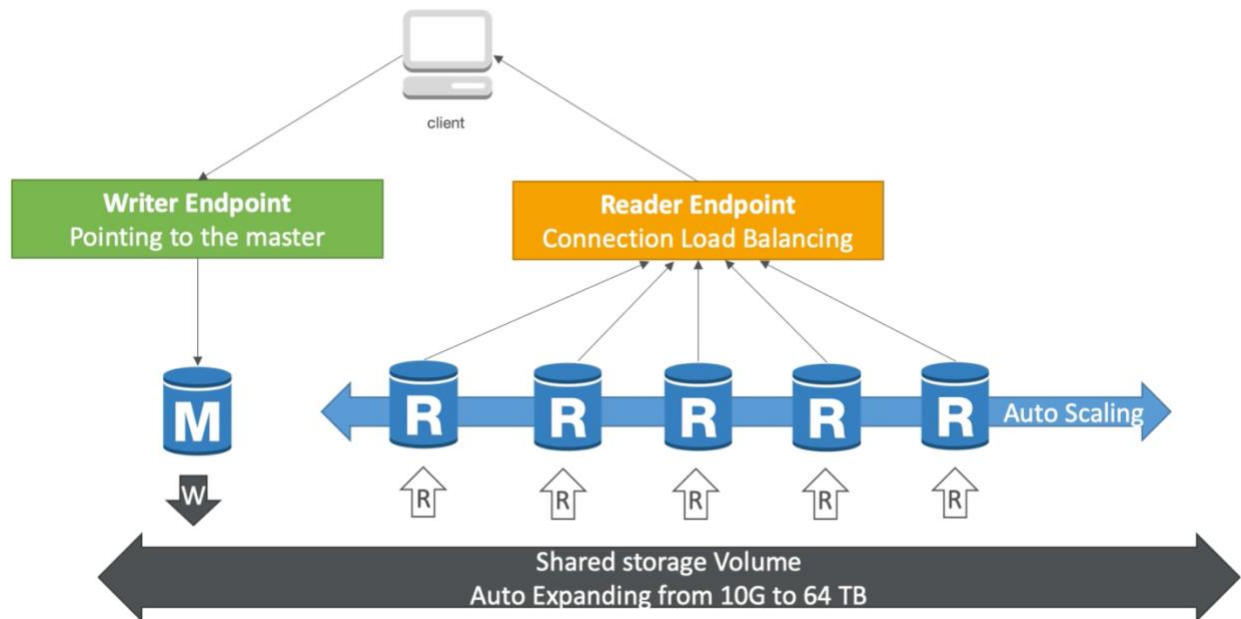 client
Writer Endpoint
Pointing to the master
Reader Endpoint
Connection Load Balancing
M
R
R
R
R
R
Auto Scaling
W
R
R
R
R
R
Shared storage Volume
Auto Expanding from 10G to 64 TB